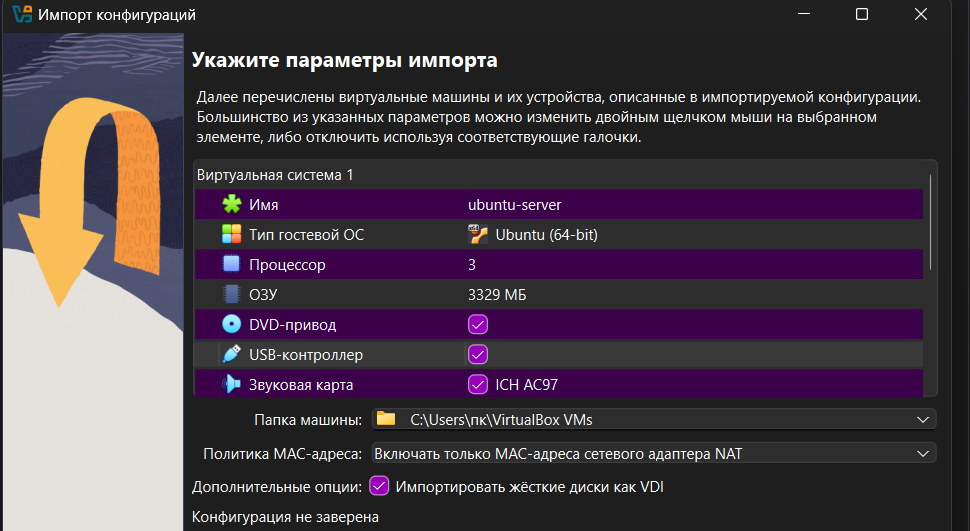 Импорт конфигураций
Укажите параметры импорта
Далее перечислены виртуальные машины и их устройства, описанные в импортируемой конфигурации.
Большинство из указанных параметров можно изменить двойным щелчком мыши на выбранном
элементе, либо отключить используя соответствующие галочки.
Виртуальная система 1
Имя ubuntu-server
Тип гостевой ОС Ubuntu (64-bit)
Процессор 3
ОЗУ 3329 МБ
DVD-привод
USB-контроллер
Звуковая карта ICH AC97
Папка машины: C:\Users\пк\VirtualBox VMs
Политика MAC-адреса: Включать только MAC-адреса сетевого адаптера NAT
Дополнительные опции: Импортировать жёсткие диски как VDI
Конфигурация не заверена